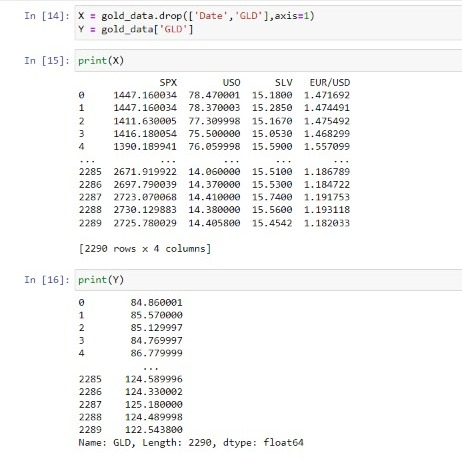 In [14]: X = gold_data.drop(['Date','GLD'],axis=1)
Y = gold_data['GLD']
In [15]: print(X)
SPX USO SLV EUR/USD
0 1447.160034 78.470001 15.1800 1.471692
1 1447.160034 78.370003 15.2850 1.474491
2 1411.630005 77.309998 15.1670 1.475492
3 1416.180054 75.500000 15.0530 1.468299
4 1390.189941 76.059998 15.5900 1.557099
... ... ... ... ...
2285 2671.919922 14.060000 15.5100 1.186789
2286 2697.790039 14.370000 15.5300 1.184722
2287 2723.070068 14.410000 15.7400 1.191753
2288 2730.129883 14.380000 15.5600 1.193118
2289 2725.780029 14.405800 15.4542 1.182033
[2290 rows x 4 columns]
In [16]: print(Y)
0 84.860001
1 85.570000
2 85.129997
3 84.769997
4 86.779999
...
2285 124.589996
2286 124.330002
2287 125.180000
2288 124.489998
2289 122.543800
Name: GLD, Length: 2290, dtype: float64